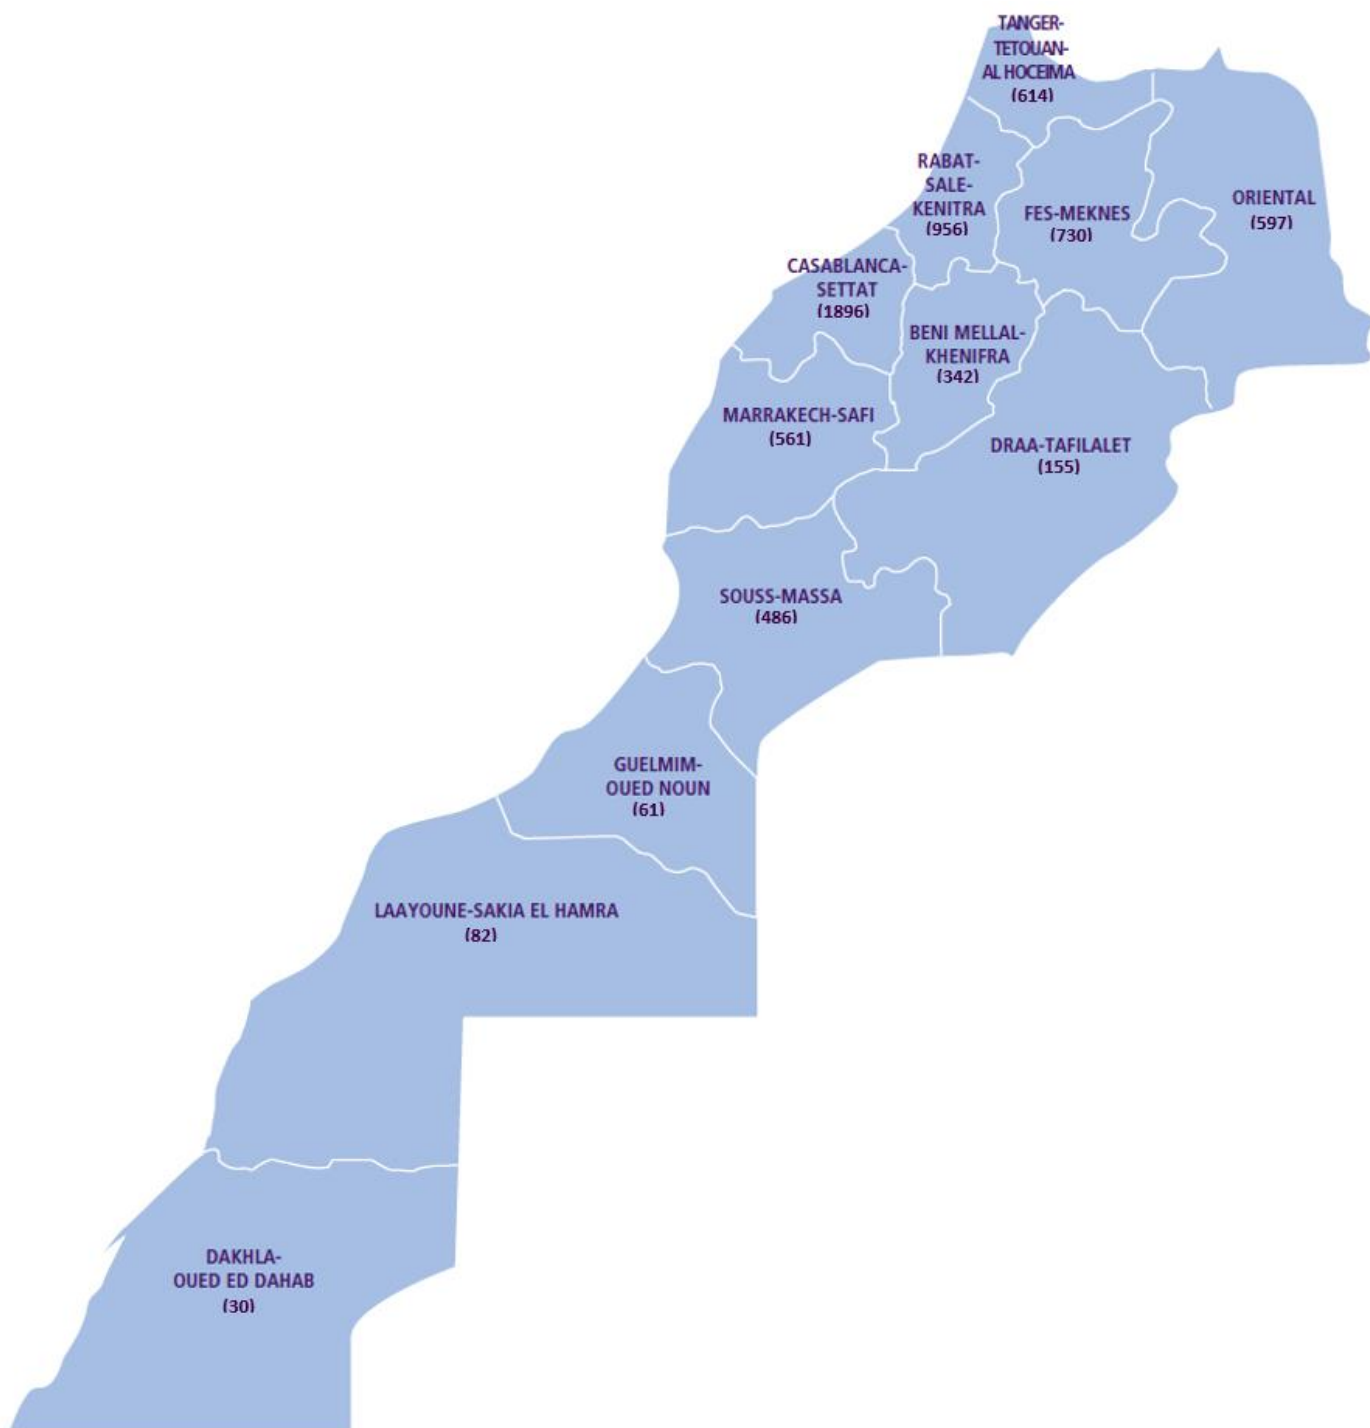 TANGER-
TETOUAN-
AL HOCEIMA
(614)
RABAT-
SALE-
KENITRA
(956)
FES-MEKNES
(730)
ORIENTAL
(597)
CASABLANCA-
SETTAT
(1896)
BENI MELLAL-
KHENIFRA
(342)
MARRAKECH-SAFI
(561)
DRAA-TAFILALET
(155)
SOUSS-MASSA
(486)
GUELMIM-
OUED NOUN
(61)
LAAYOUNE-SAKIA EL HAMRA
(82)
DAKHLA-
OUED ED DAHAB
(30)